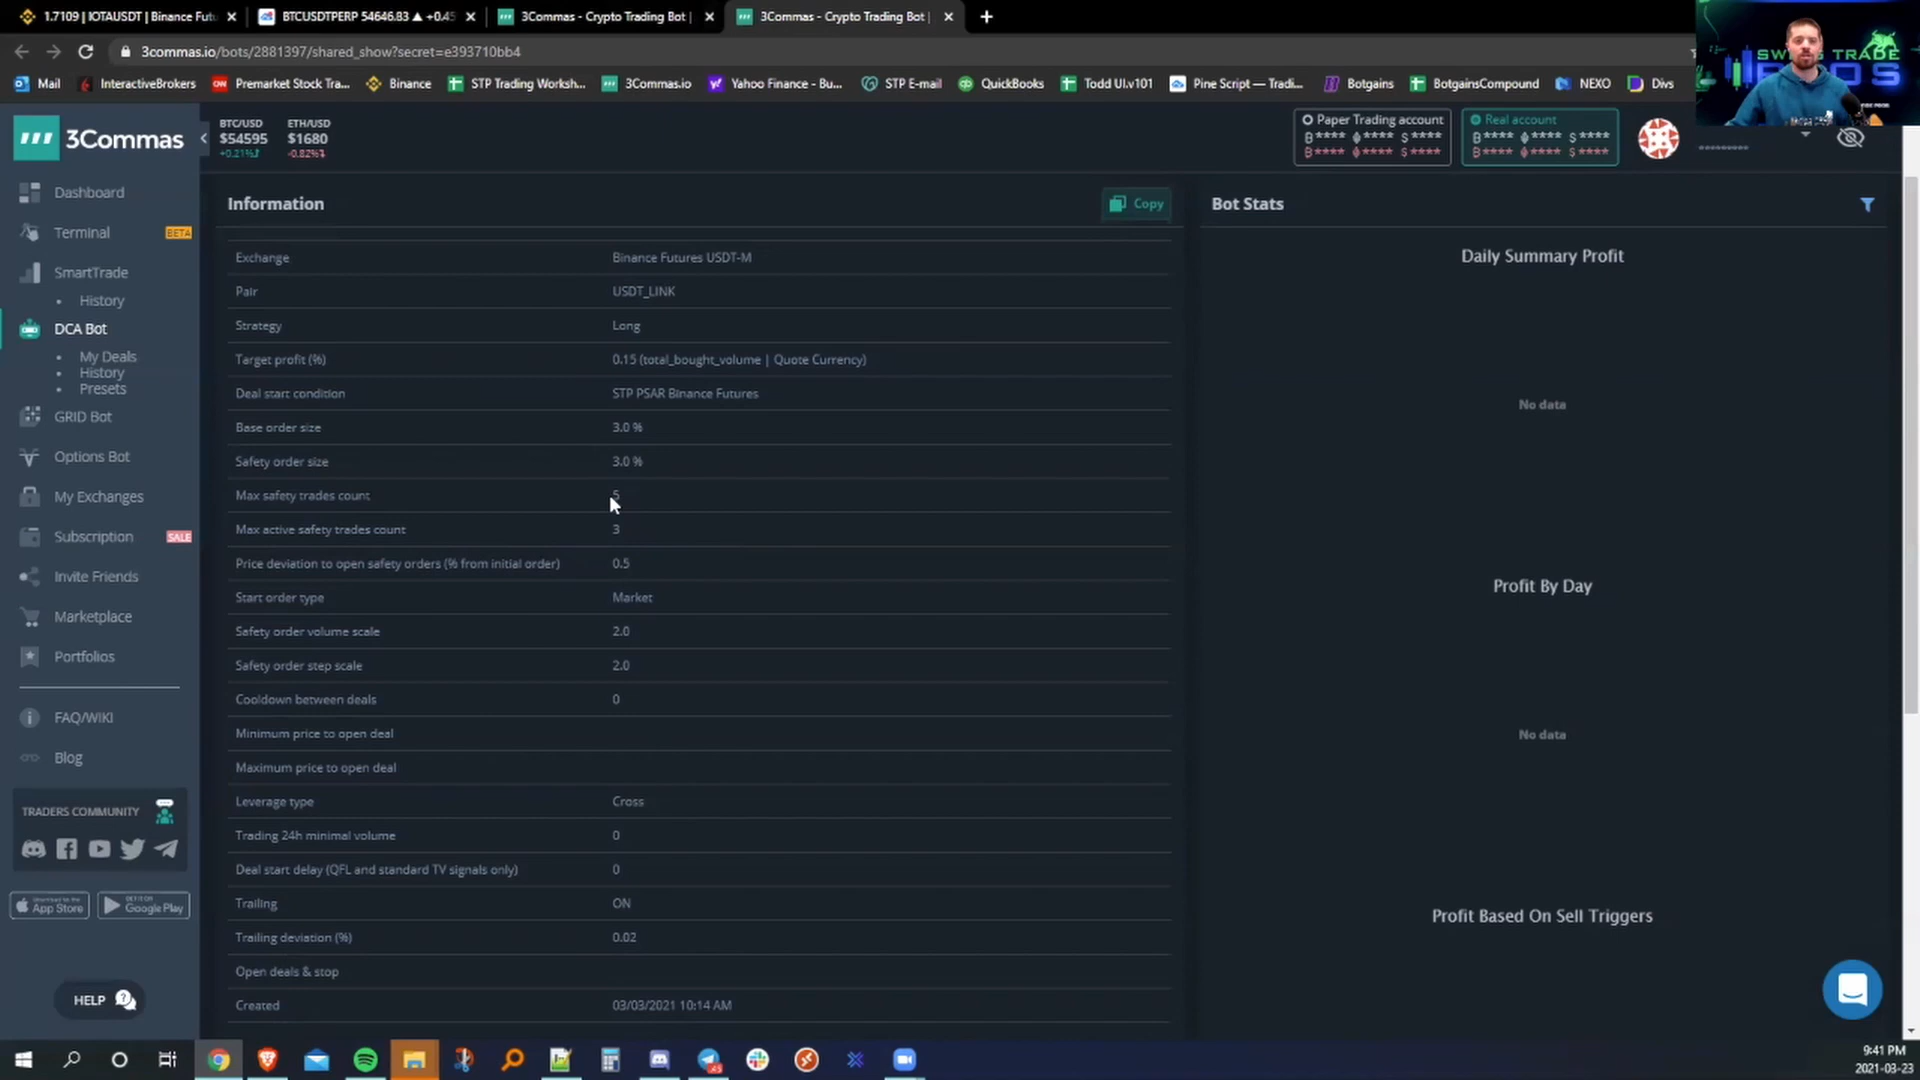 1.7109 | IOTAUSDT | Binance Futu
BTCUSDTPERP 54646.83 ▲ +0.45
3Commas - Crypto Trading Bot |
3Commas - Crypto Trading Bot |
3commas.io/bots/2881397/shared_show?secret=e393710bb4
Mail
InteractiveBrokers
Premarket Stock Tra...
Binance
STP Trading Worksh...
3Commas.io
Yahoo Finance - Bu...
STP E-mail
QuickBooks
Todd UI.v101
Pine Script — Tradi...
Botgains
BotgainsCompound
NEXO
Divs
3Commas
BTC/USD
$54595
+0.21%
ETH/USD
$1680
-0.82%
Paper Trading account
Real account
Dashboard
Terminal
BETA
SmartTrade
History
DCA Bot
My Deals
History
Presets
GRID Bot
Options Bot
My Exchanges
Subscription
SALE
Invite Friends
Marketplace
Portfolios
FAQ/WIKI
Blog
TRADERS COMMUNITY
Download on the
App Store
GET IT ON
Google Play
HELP
Information
Copy
Exchange Binance Futures USDT-M
Pair USDT_LINK
Strategy Long
Target profit (%) 0.15 (total_bought_volume | Quote Currency)
Deal start condition STP PSAR Binance Futures
Base order size 3.0 %
Safety order size 3.0 %
Max safety trades count 5
Max active safety trades count 3
Price deviation to open safety orders (% from initial order) 0.5
Start order type Market
Safety order volume scale 2.0
Safety order step scale 2.0
Cooldown between deals 0
Minimum price to open deal
Maximum price to open deal
Leverage type Cross
Trading 24h minimal volume 0
Deal start delay (QFL and standard TV signals only) 0
Trailing ON
Trailing deviation (%) 0.02
Open deals & stop
Created 03/03/2021 10:14 AM
Bot Stats
Daily Summary Profit
No data
Profit By Day
No data
Profit Based On Sell Triggers
9:41 PM
2021-03-23